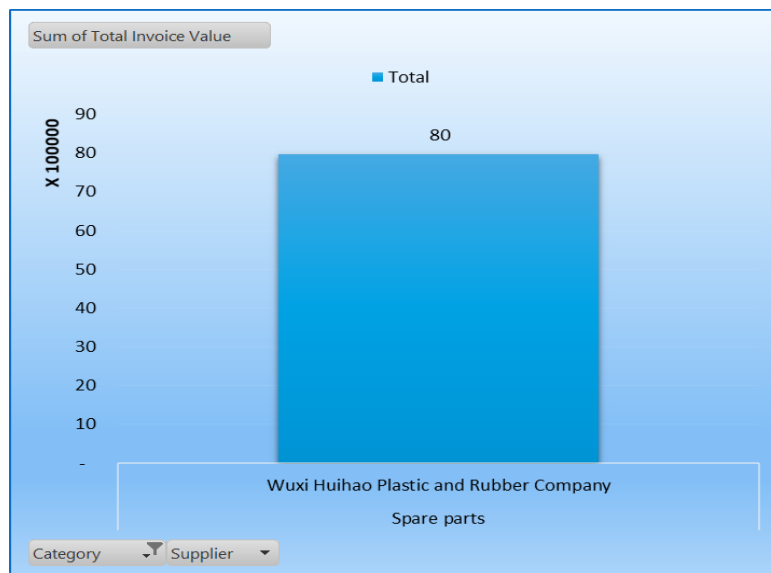 Sum of Total Invoice Value
Total
X 100000
90
80
80
70
60
50
40
30
20
10
-
Wuxi Huihao Plastic and Rubber Company
Spare parts
Category
Supplier